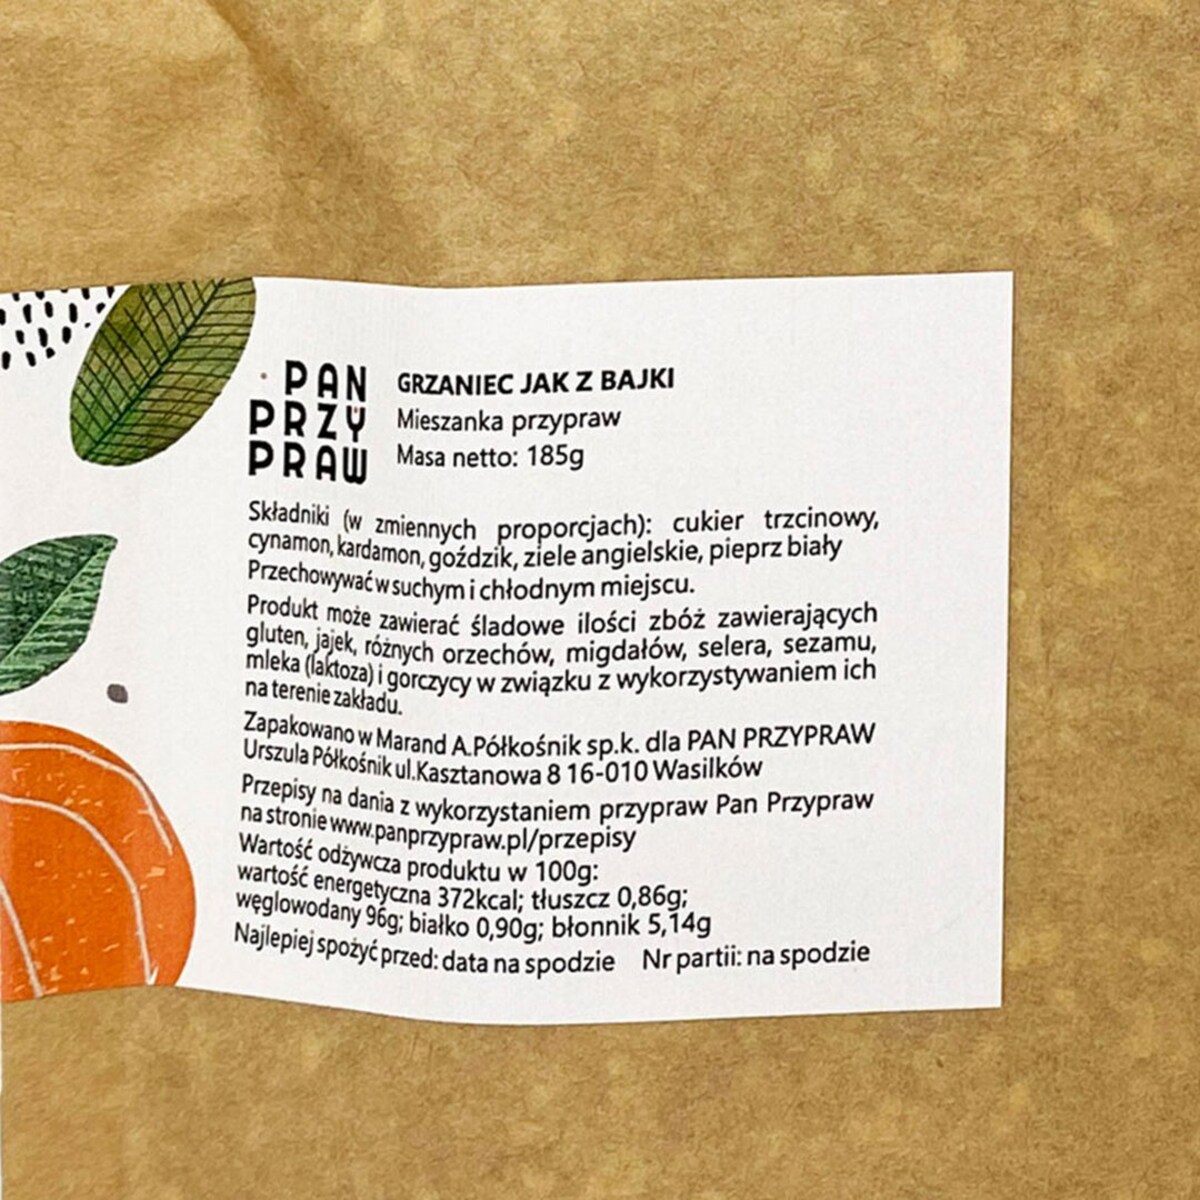 PAN
PRZY
PRAW
GRZANIEC JAK Z BAJKI
Mieszanka przypraw
Masa netto: 185g
Składniki (w zmiennych proporcjach): cukier trzcinowy,
cynamon, kardamon, goździk, ziele angielskie, pieprz biały
Przechowywać w suchym i chłodnym miejscu.
Produkt może zawierać śladowe ilości zbóż zawierających
gluten, jajek, różnych orzechów, migdałów, selera, sezamu,
mleka (laktoza) i gorczycy w związku z wykorzystywaniem ich
na terenie zakładu.
Zapakowano w Marand A.Półkośnik sp.k. dla PAN PRZYPRAW
Urszula Półkośnik ul.Kasztanowa 8 16-010 Wasilków
Przepisy na dania z wykorzystaniem przypraw Pan Przypraw
na stronie www.panprzypraw.pl/przepisy
Wartość odżywcza produktu w 100g:
wartość energetyczna 372kcal; tłuszcz 0,86g;
węglowodany 96g; białko 0,90g; błonnik 5,14g
Najlepiej spożyć przed: data na spodzie Nr partii: na spodzie